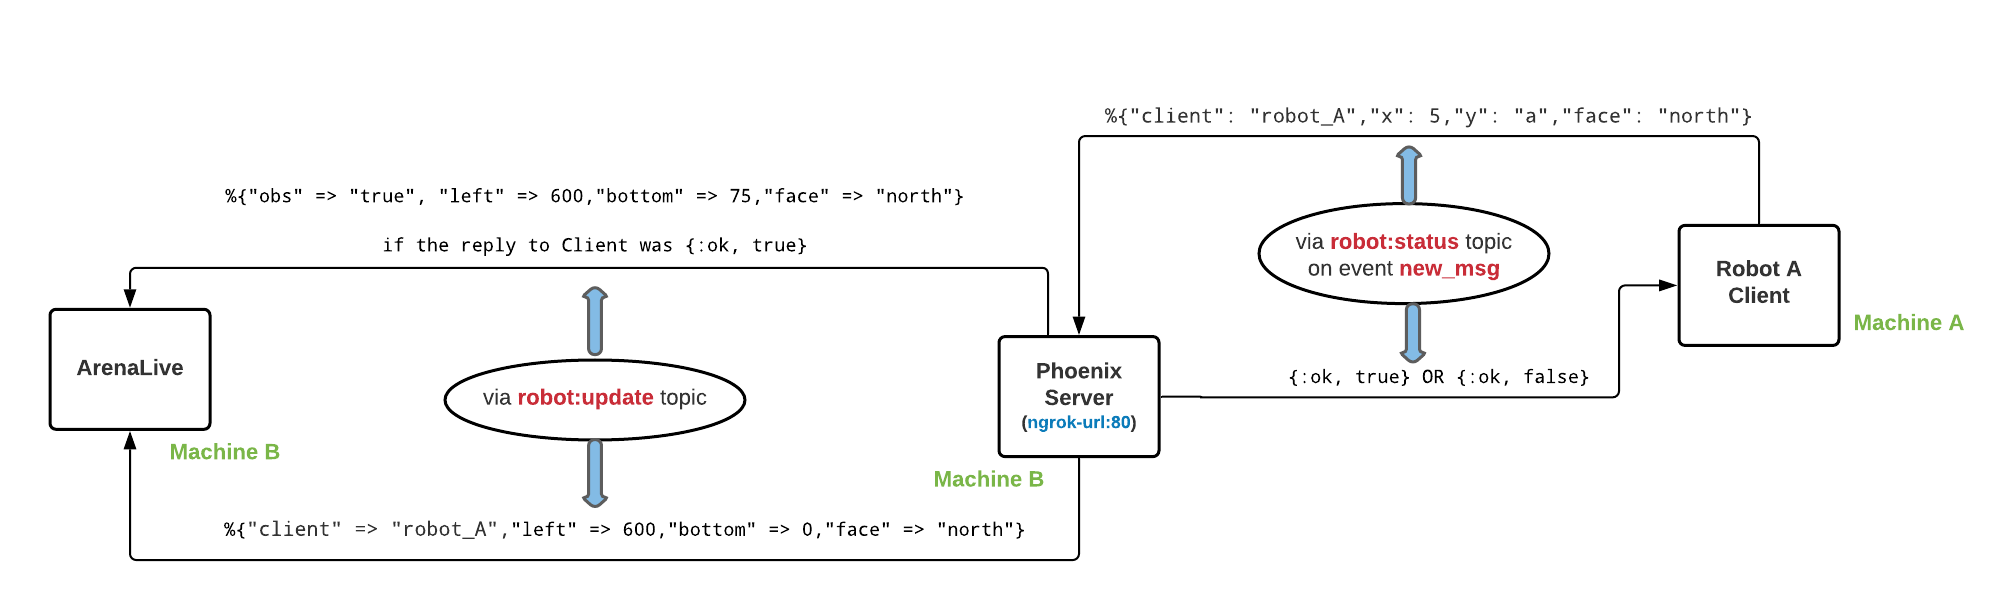 %{"client": "robot_A","x": 5,"y": "a","face": "north"}
%{"obs" => "true", "left" => 600,"bottom" => 75,"face" => "north"}
if the reply to Client was {:ok, true}
via robot:status topic
on event new_msg
Robot A
Client
Machine A
ArenaLive
Machine B
via robot:update topic
Phoenix
Server
(ngrok-url:80)
Machine B
{:ok, true} OR {:ok, false}
%{"client" => "robot_A","left" => 600,"bottom" => 0,"face" => "north"}